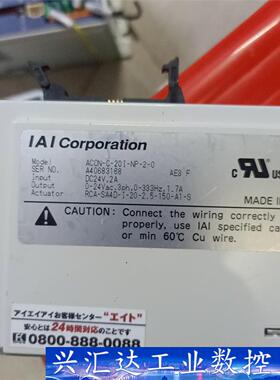 IAI Corporation
Model ACON-C-20I-NP-2-0
SER NO. A40683168 AE8 F
Input DC24V,2A
Output 0-24Vac,3ph,0-333Hz,1.7A
Actuator RCA-SA4D-I-20-2.5-150-A1-S
C US
MADE I
CAUTION: Connect the wiring correctly
properly, use IAI specified ca
or min 60℃ Cu wire.
アイエイアイお客様センター“エイト”
安心とは24時間対応のことです
0800-888-0088
兴汇达工业数控